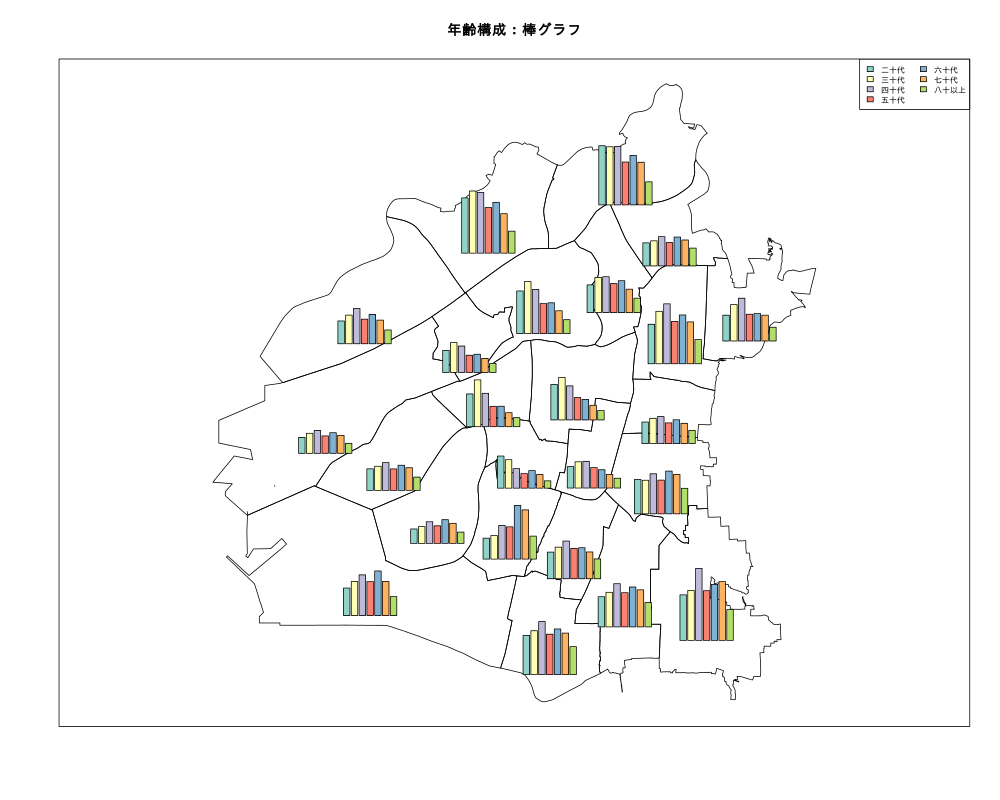 年齢構成：棒グラフ
二十代
三十代
四十代
五十代
六十代
七十代
八十以上